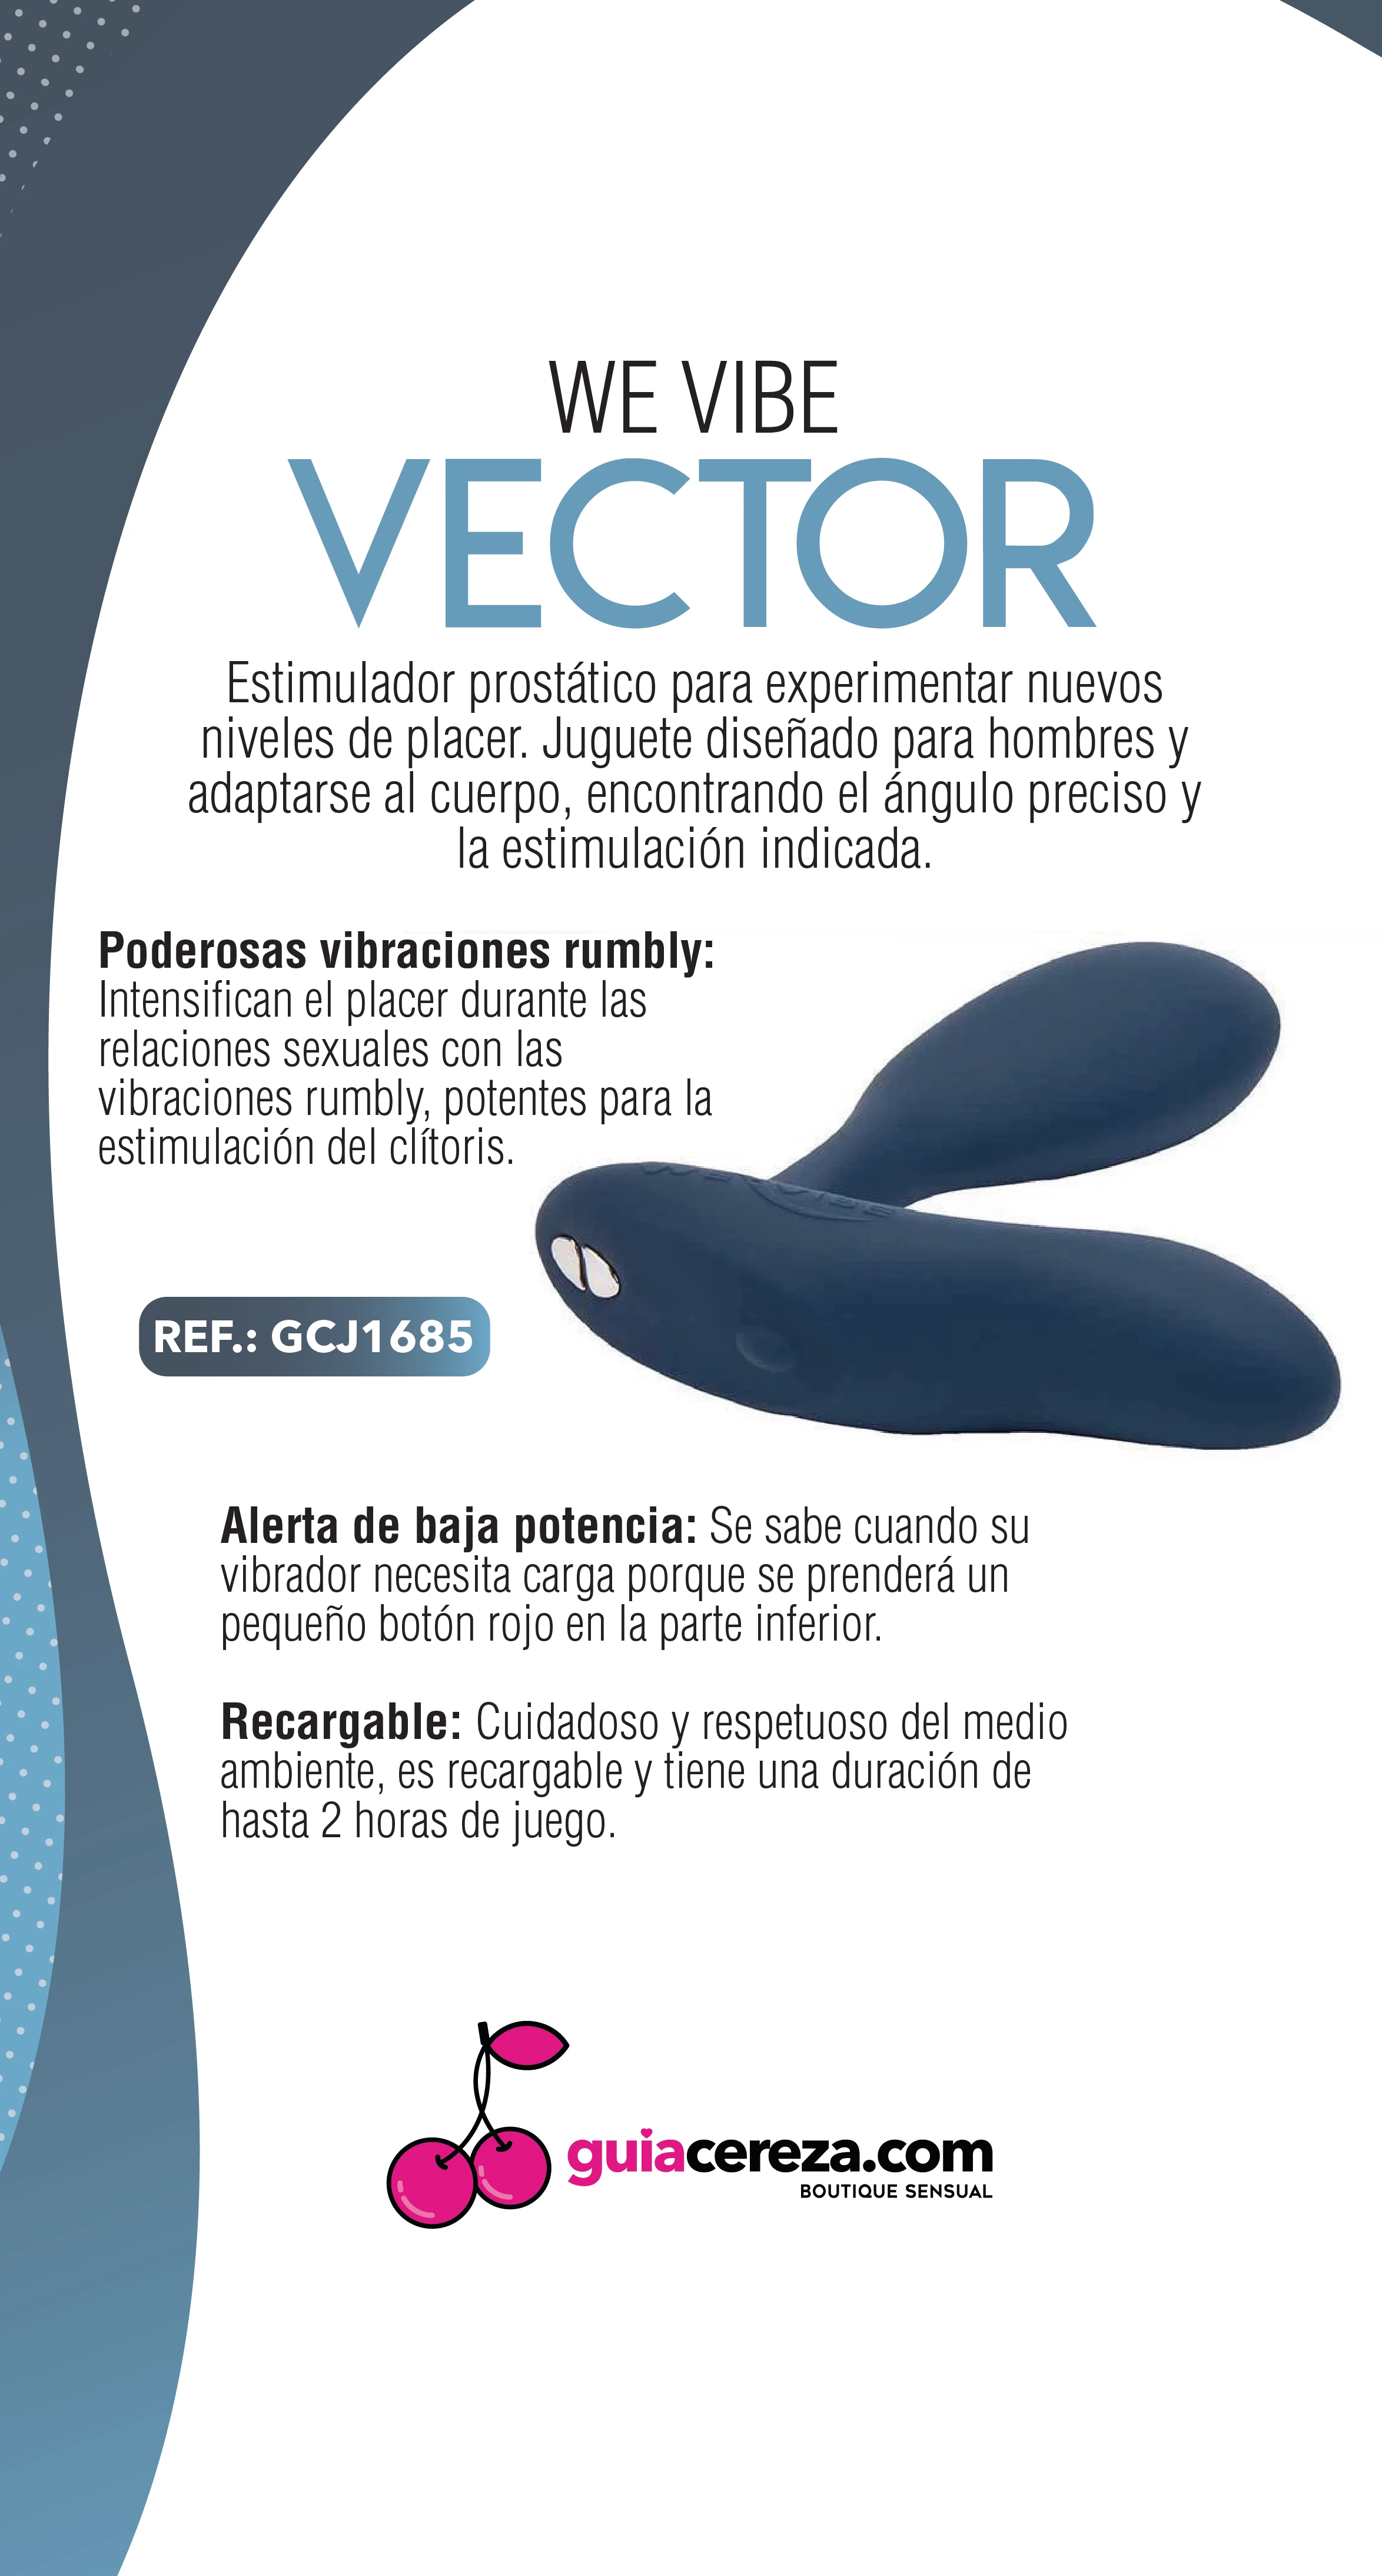 WE VIBE
VECTOR
Estimulador prostático para experimentar nuevos
niveles de placer. Juguete diseñado para hombres y
adaptarse al cuerpo, encontrando el ángulo preciso y
la estimulación indicada.
Poderosas vibraciones rumbly:
Intensifican el placer durante las
relaciones sexuales con las
vibraciones rumbly, potentes para la
estimulación del clítoris.
WE-VIBE
REF.: GCJ1685
Alerta de baja potencia: Se sabe cuando su
vibrador necesita carga porque se prenderá un
pequeño botón rojo en la parte inferior.
Recargable: Cuidadoso y respetuoso del medio
ambiente, es recargable y tiene una duración de
hasta 2 horas de juego.
guiacereza.com
BOUTIQUE SENSUAL